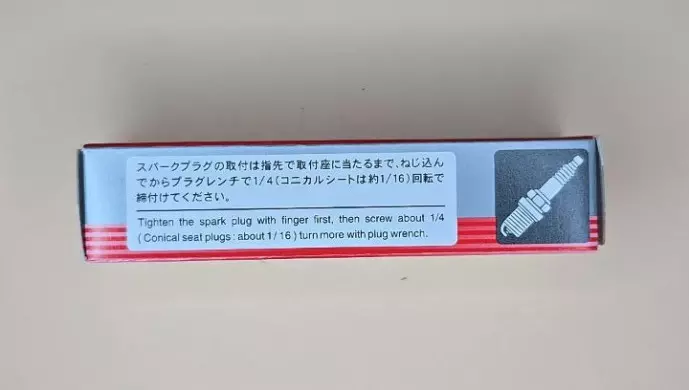 スパークプラグの取付は指先で取付座に当たるまで、ねじ込ん
でからプラグレンチで1/4(コニカルシートは約1/16)回転で
締付けてください。
Tighten the spark plug with finger first, then screw about 1/4
(Conical seat plugs: about 1/16) turn more with plug wrench.